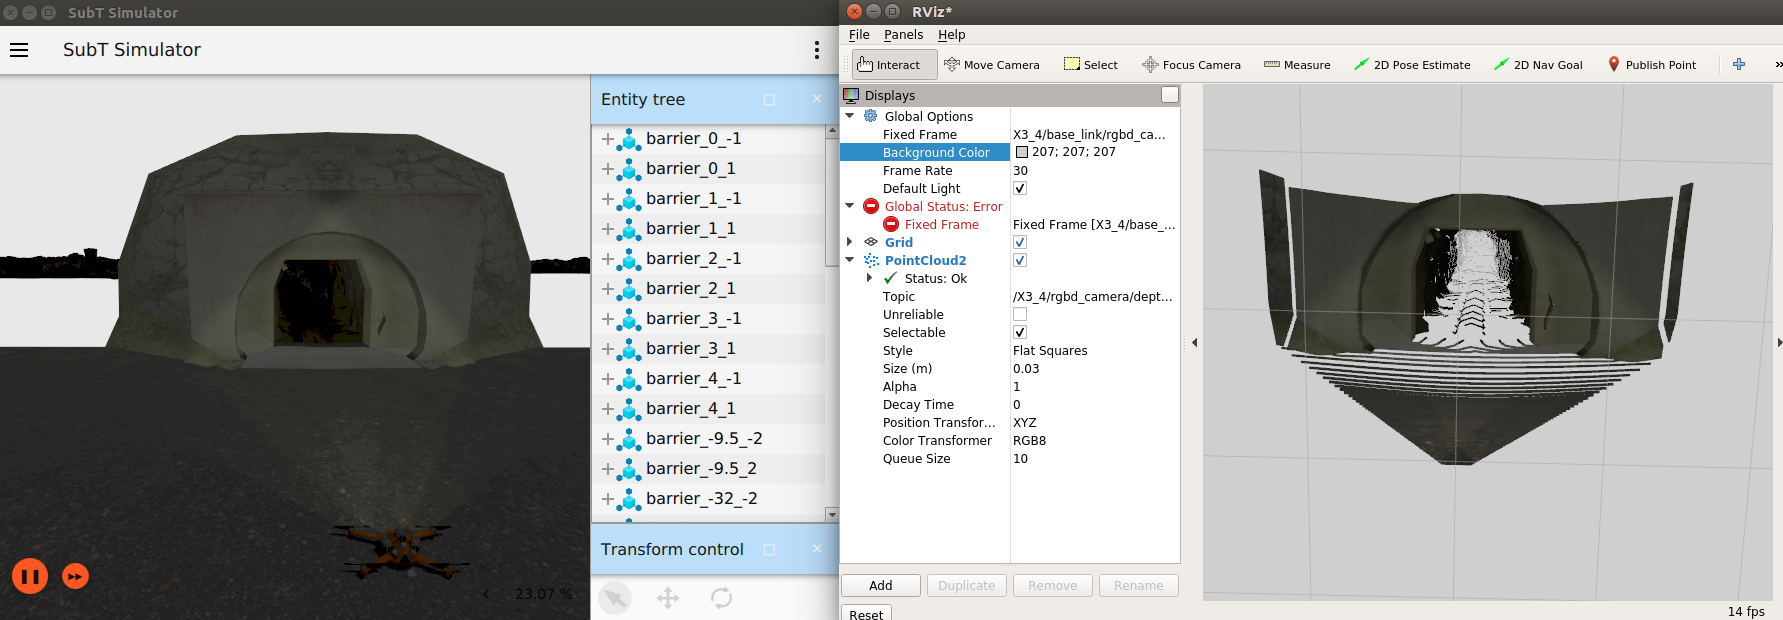 SubT Simulator
SubT Simulator
Entity tree
barrier_0_-1
barrier_0_1
barrier_1_-1
barrier_1_1
barrier_2_-1
barrier_2_1
barrier_3_-1
barrier_3_1
barrier_4_-1
barrier_4_1
barrier_-9.5_-2
barrier_-9.5_2
barrier_-32_-2
Transform control
23.07 %
RViz*
File Panels Help
Interact Move Camera Select Focus Camera Measure 2D Pose Estimate 2D Nav Goal Publish Point
Displays
Global Options
Fixed Frame X3_4/base_link/rgbd_ca...
Background Color 207; 207; 207
Frame Rate 30
Default Light
Global Status: Error
Fixed Frame Fixed Frame [X3_4/base_...
Grid
PointCloud2
Status: Ok
Topic /X3_4/rgbd_camera/dept...
Unreliable
Selectable
Style Flat Squares
Size (m) 0.03
Alpha 1
Decay Time 0
Position Transfor... XYZ
Color Transformer RGB8
Queue Size 10
Add Duplicate Remove Rename
Reset
14 fps